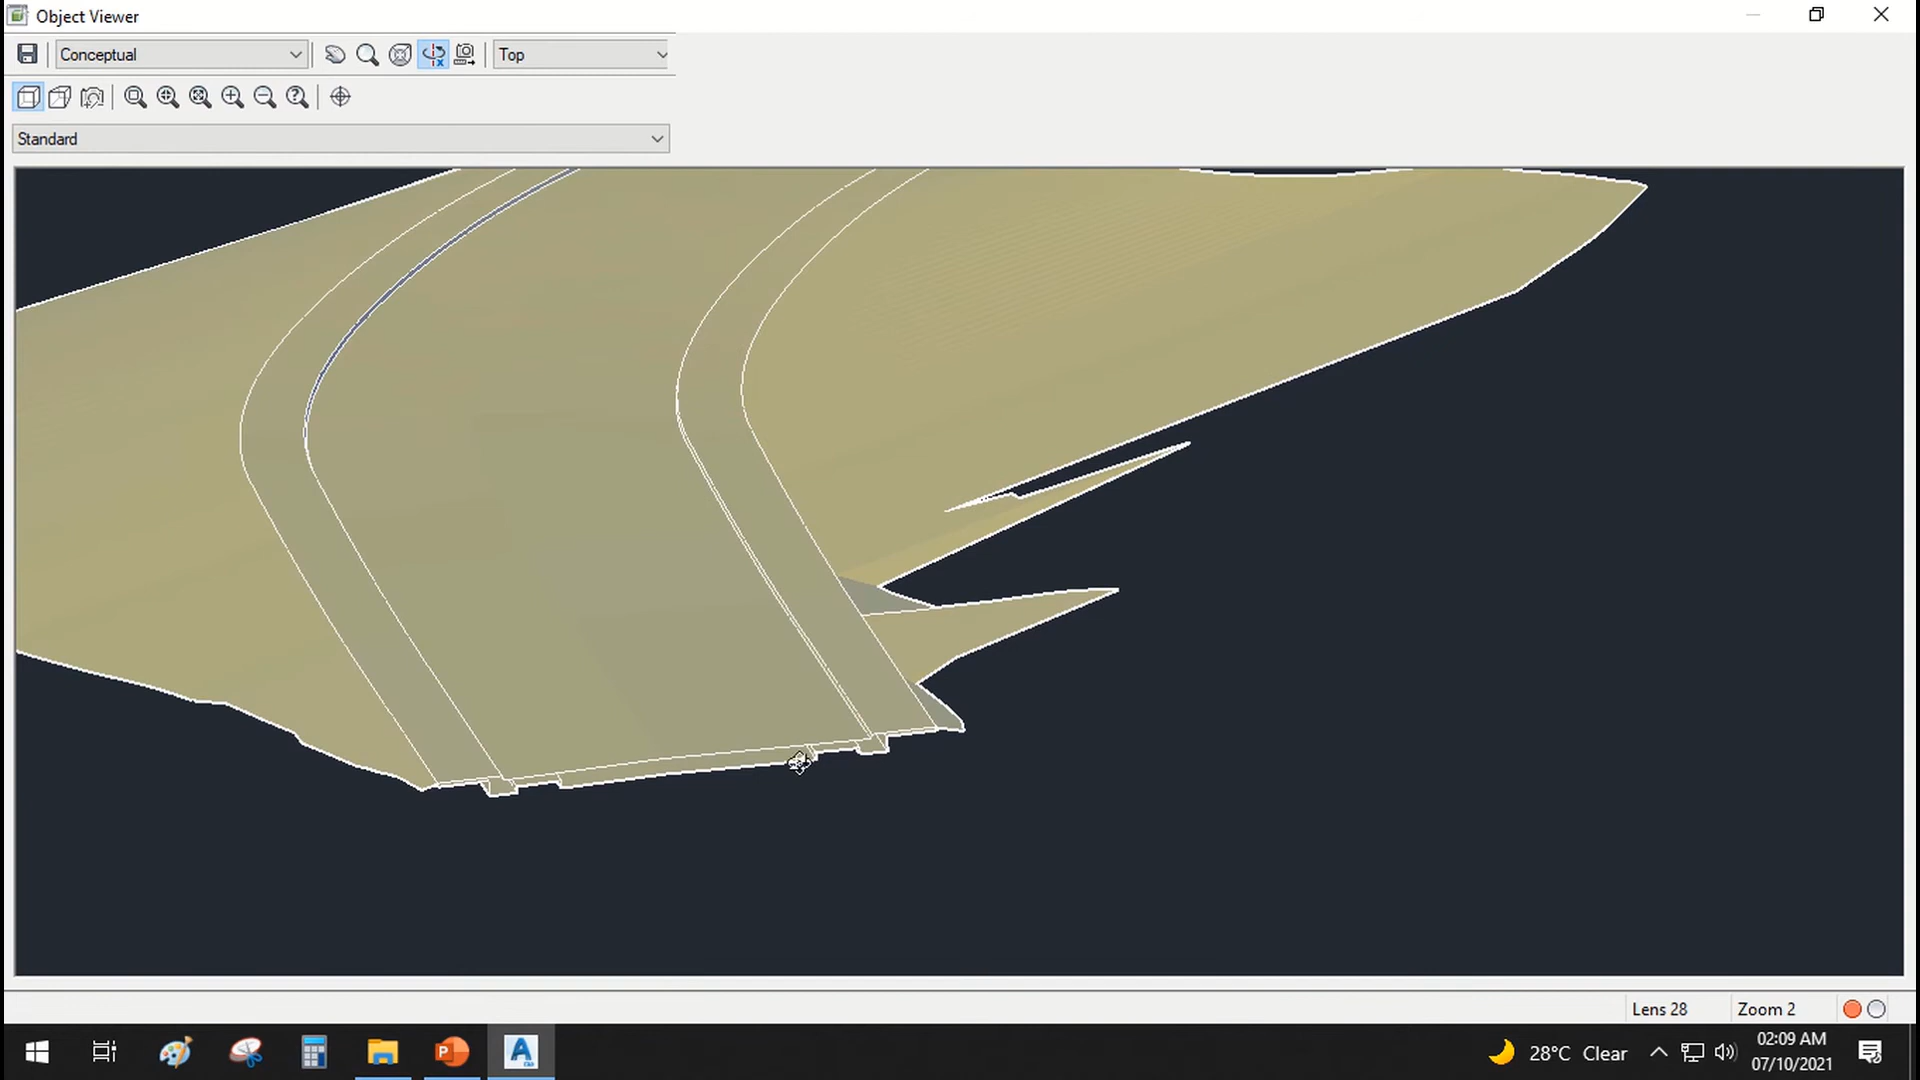 Object Viewer
Conceptual
Top
Standard
Lens 28
Zoom 2
28°C Clear
02:09 AM
07/10/2021